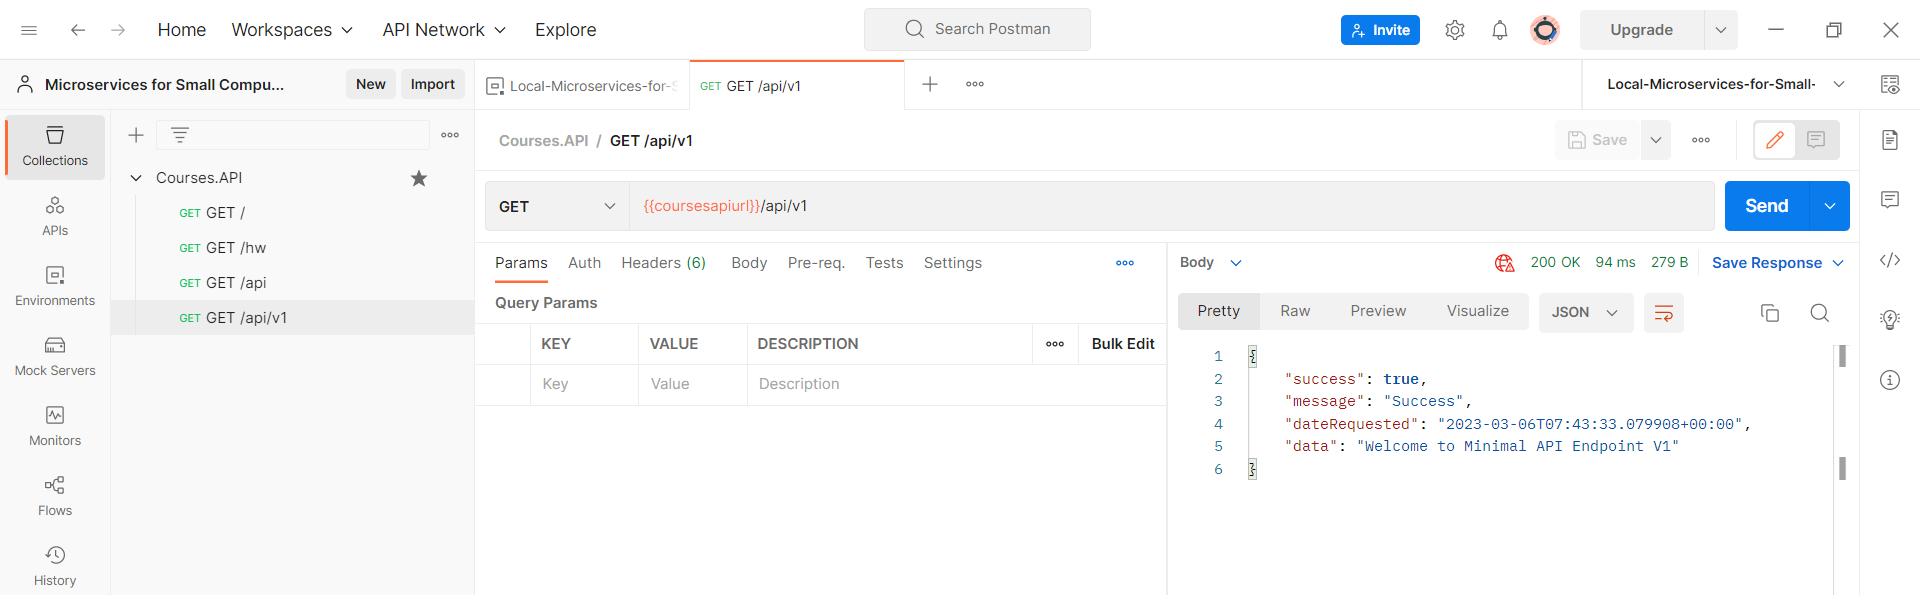 Home Workspaces API Network Explore Search Postman Invite Upgrade
Microservices for Small Compu... New Import
Local-Microservices-for-S GET GET /api/v1 Local-Microservices-for-Small-
Collections
APIs
Environments
Mock Servers
Monitors
Flows
History
Courses.API
GET GET /
GET GET /hw
GET GET /api
GET GET /api/v1
Courses.API / GET /api/v1 Save
GET {{coursesapiurl}}/api/v1 Send
Params Auth Headers (6) Body Pre-req. Tests Settings
Query Params
KEY VALUE DESCRIPTION Bulk Edit
Key Value Description
Body 200 OK 94 ms 279 B Save Response
Pretty Raw Preview Visualize JSON
1 {
2 "success": true,
3 "message": "Success",
4 "dateRequested": "2023-03-06T07:43:33.079908+00:00",
5 "data": "Welcome to Minimal API Endpoint V1"
6 }